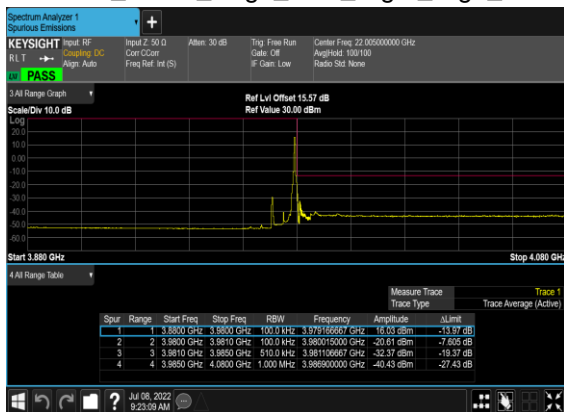 Spectrum Analyzer 1
Spurious Emissions
+
KEYSIGHT Input: RF Input Z: 50 Ω Atten: 30 dB Trig: Free Run Center Freq: 22.005000000 GHz
RLT Coupling: DC Corr CCorr Gate: Off Avg|Hold: 100/100
Align: Auto Freq Ref: Int (S) IF Gain: Low Radio Std: None
PASS
3 All Range Graph
Ref Lvl Offset 15.57 dB
Scale/Div 10.0 dB Ref Value 30.00 dBm
Log
20.0
10.0
0.00
-10.0
-20.0
-30.0
-40.0
-50.0
-60.0
Start 3.880 GHz Stop 4.080 GHz
4 All Range Table
Measure Trace Trace 1
Trace Type Trace Average (Active)
Spur Range Start Freq Stop Freq RBW Frequency Amplitude ΔLimit
1 1 3.8800 GHz 3.9800 GHz 100.0 kHz 3.979166667 GHz 16.03 dBm -13.97 dB
2 2 3.9800 GHz 3.9810 GHz 100.0 kHz 3.980015000 GHz -20.61 dBm -7.605 dB
3 3 3.9810 GHz 3.9850 GHz 510.0 kHz 3.981106667 GHz -32.37 dBm -19.37 dB
4 4 3.9850 GHz 4.0800 GHz 1.000 MHz 3.986900000 GHz -40.43 dBm -27.43 dB
? Jul 08, 2022
9:23:09 AM